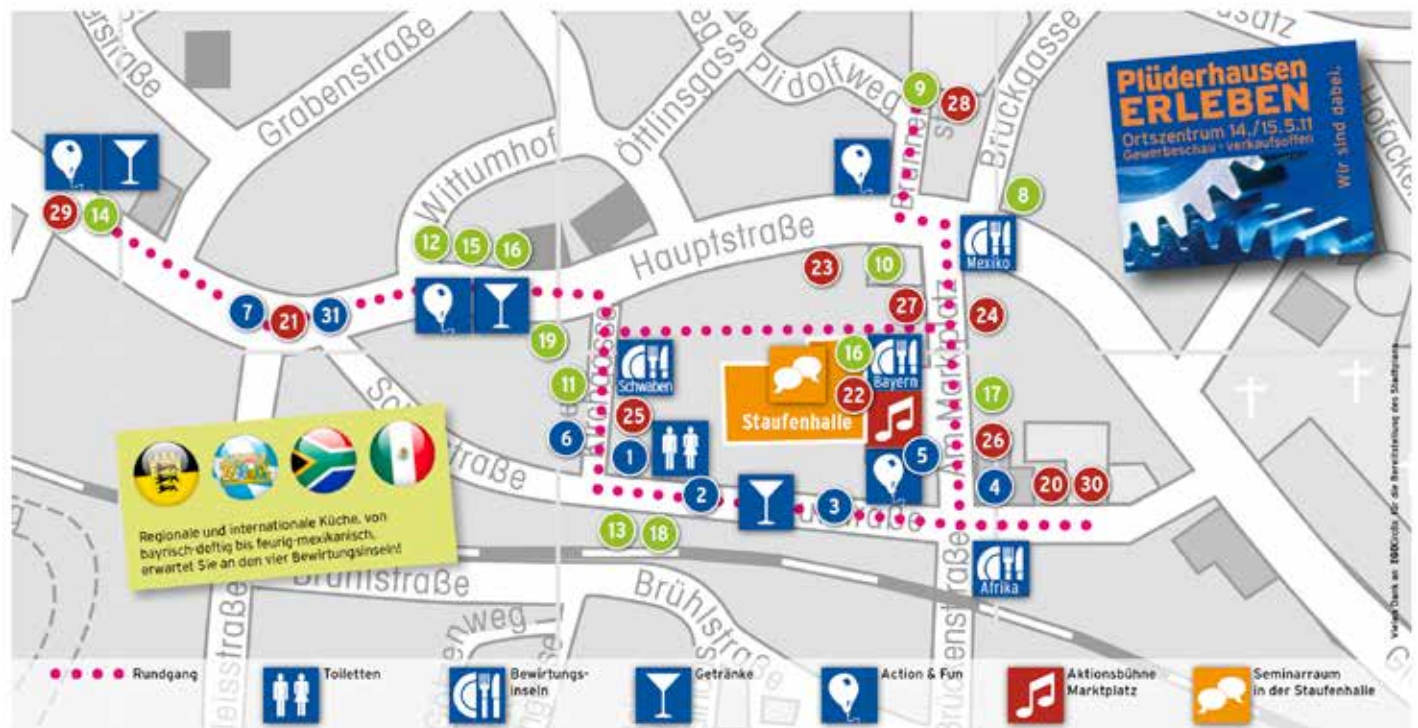 Grabenstraße
Wittumhof
Öttlinsgasse
Plidolfweg
Brückgasse
Hauptstraße
Plüderhausen
ERLEBEN
Ortszentrum 14./15.5.11
Gewerbeschau - verkaufsoffen
Wir sind dabei.
9
28
29
14
8
12
15
16
23
10
Mexiko
7
21
31
27
24
19
16
11
Schwaben
Bayern
22
17
25
Staufenhalle
Am Marktplatz
6
1
5
26
2
3
4
20
30
13
18
Afrika
Regionale und internationale Küche, von
bayrisch-deftig bis feurig-mexikanisch,
erwartet Sie an den vier Bewirtungsinseln!
Brühlstraße
Brückenstraße
Rundgang
Toiletten
Bewirtungs-
inseln
Getränke
Action & Fun
Aktionsbühne
Marktplatz
Seminarraum
in der Staufenhalle